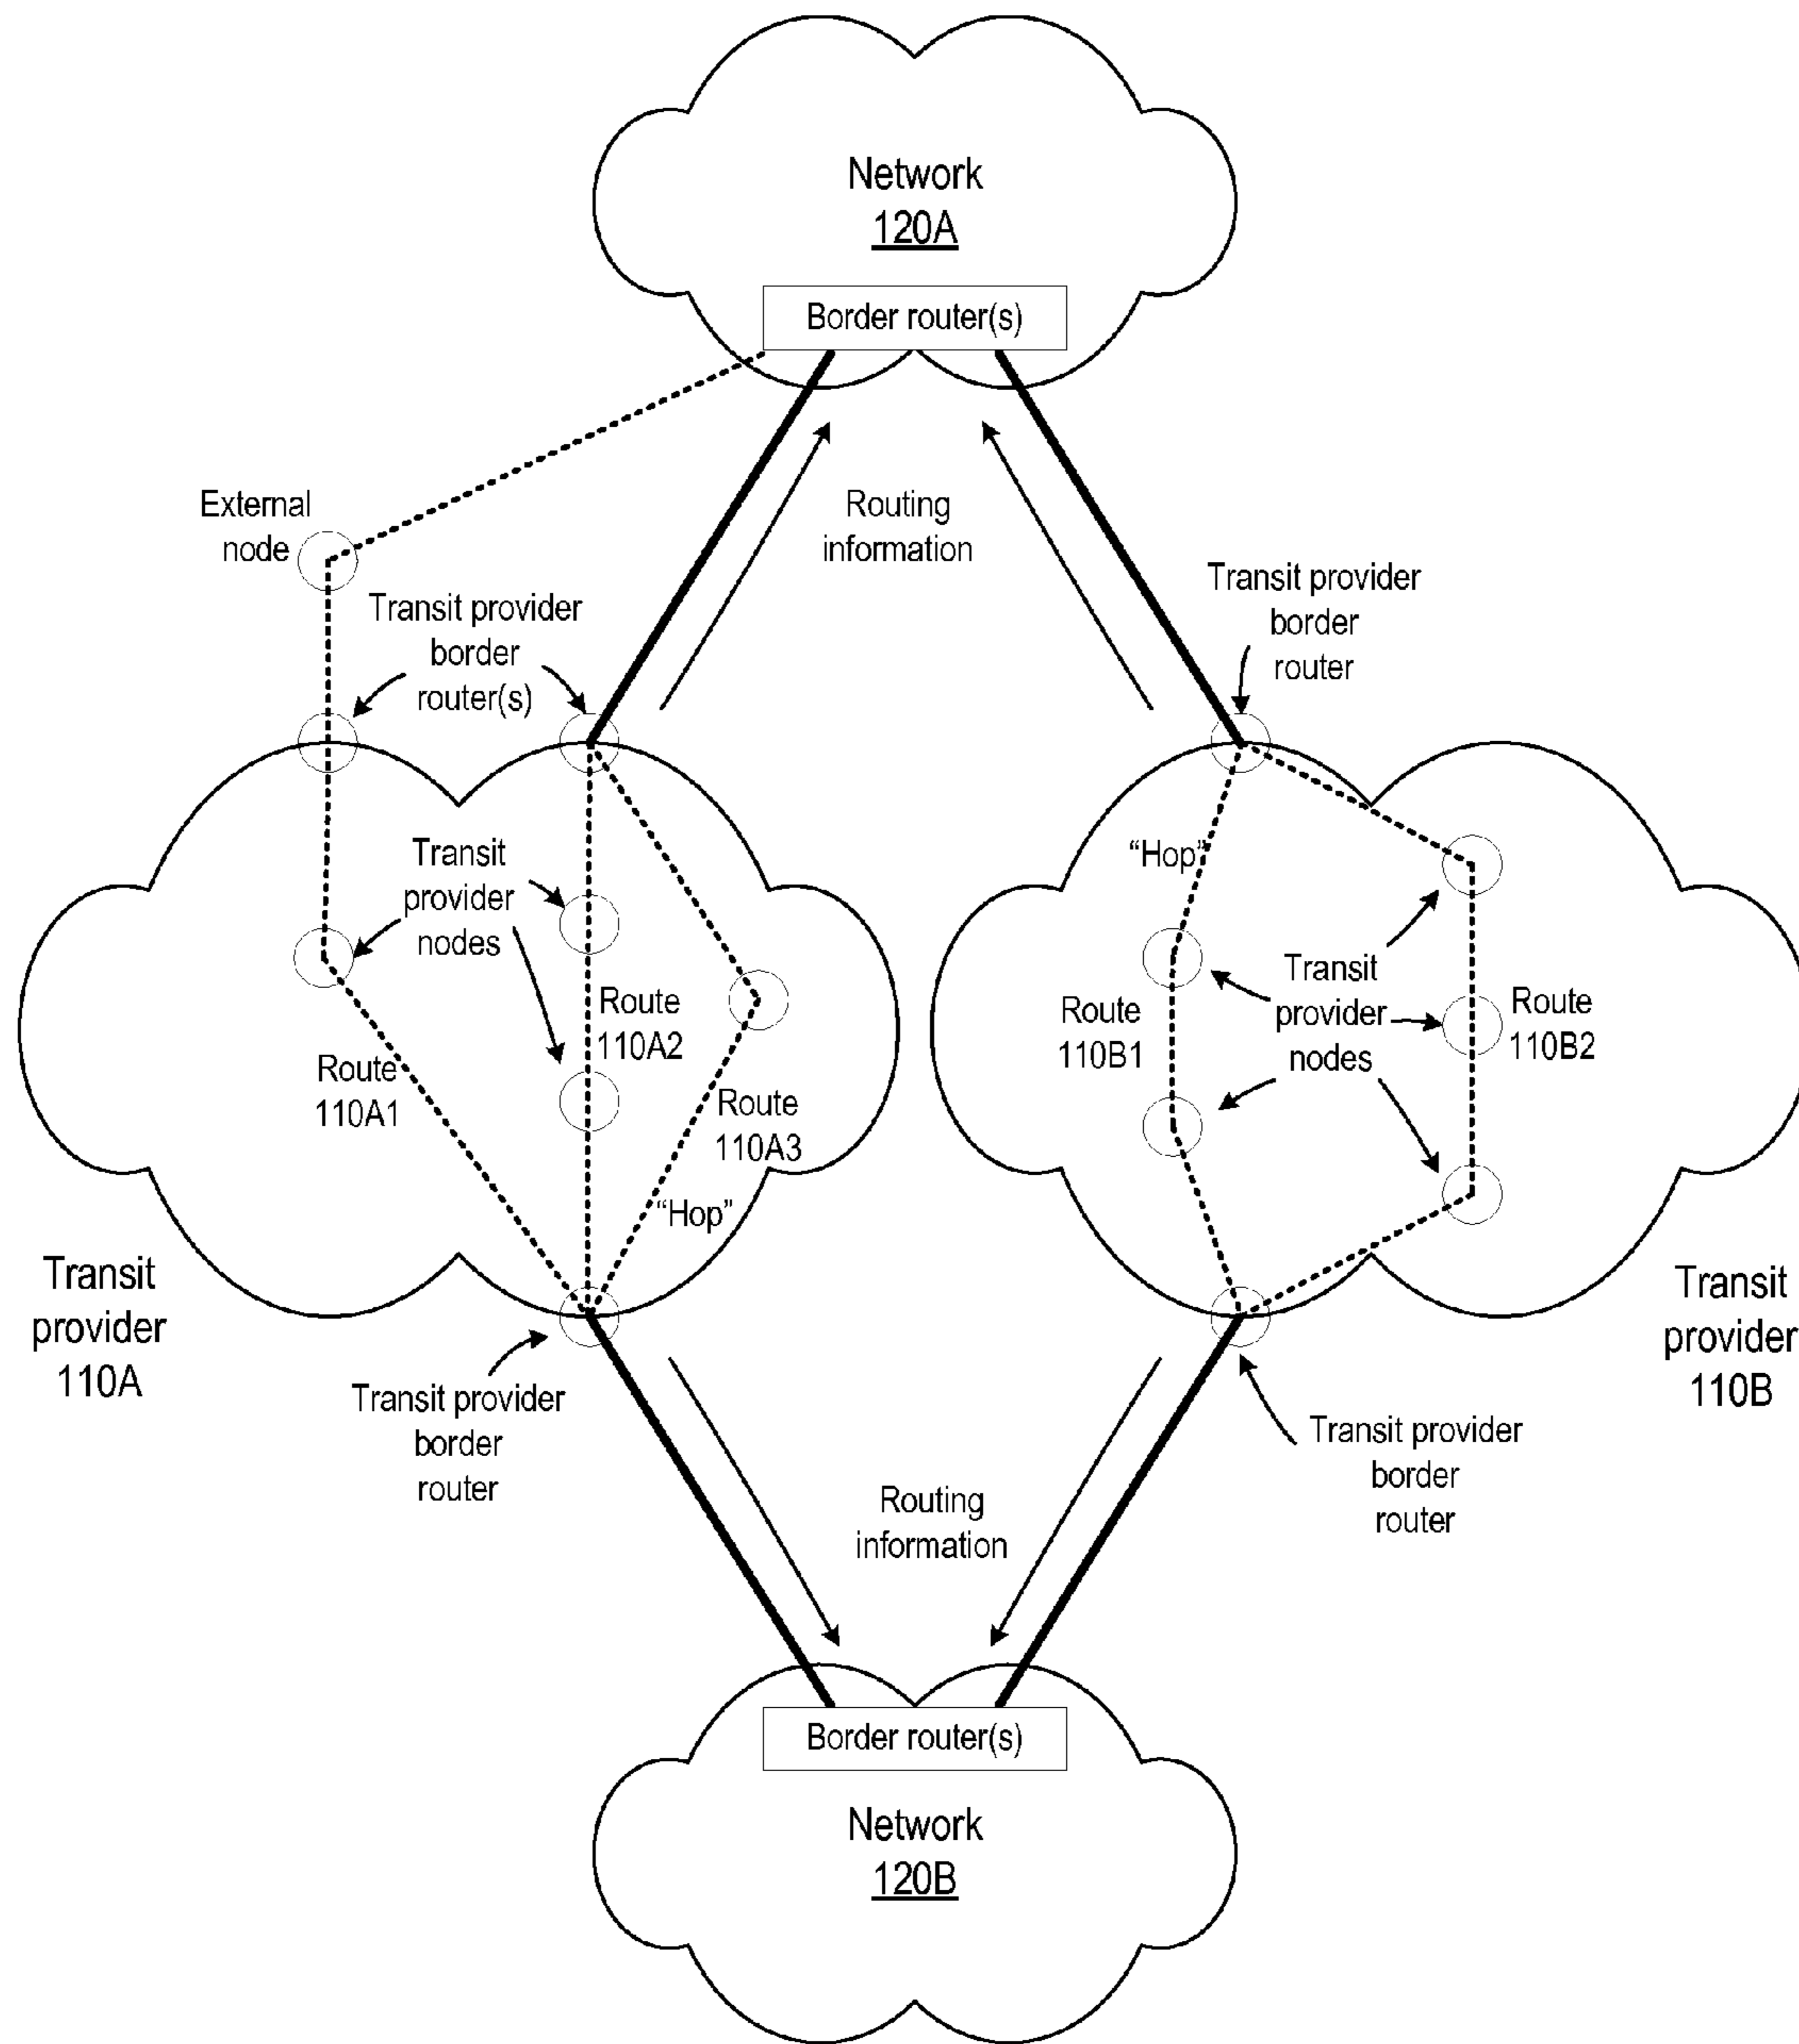 Network
120A
Border router(s)
External
node
Routing
information
Transit provider
border
router(s)
Transit provider
border
router
Transit
provider
nodes
"Hop"
Route
110A1
Route
110A2
Route
110A3
"Hop"
Route
110B1
Transit
provider
nodes
Route
110B2
Transit
provider
110A
Transit
provider
110B
Transit provider
border
router
Transit provider
border
router
Routing
information
Border router(s)
Network
120B